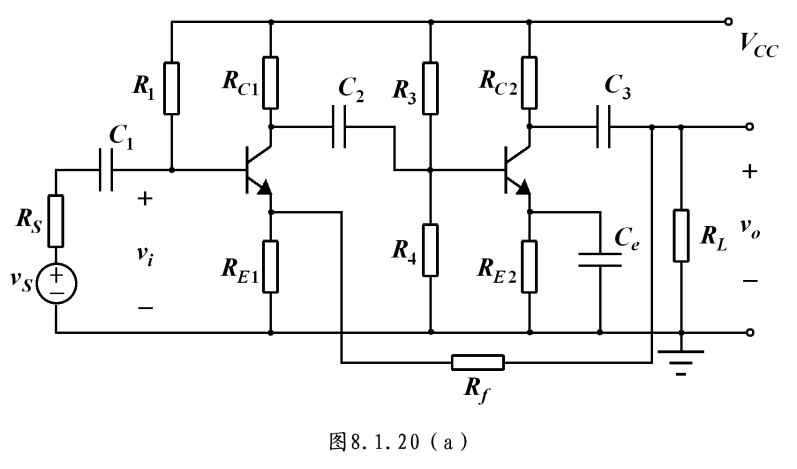 V_CC
R_1
R_C1
C_2
R_3
R_C2
C_3
C_1
+
+
R_S
v_i
R_E1
R_4
R_E2
C_e
R_L
v_o
v_S
+
−
−
−
R_f
图8.1.20（a）